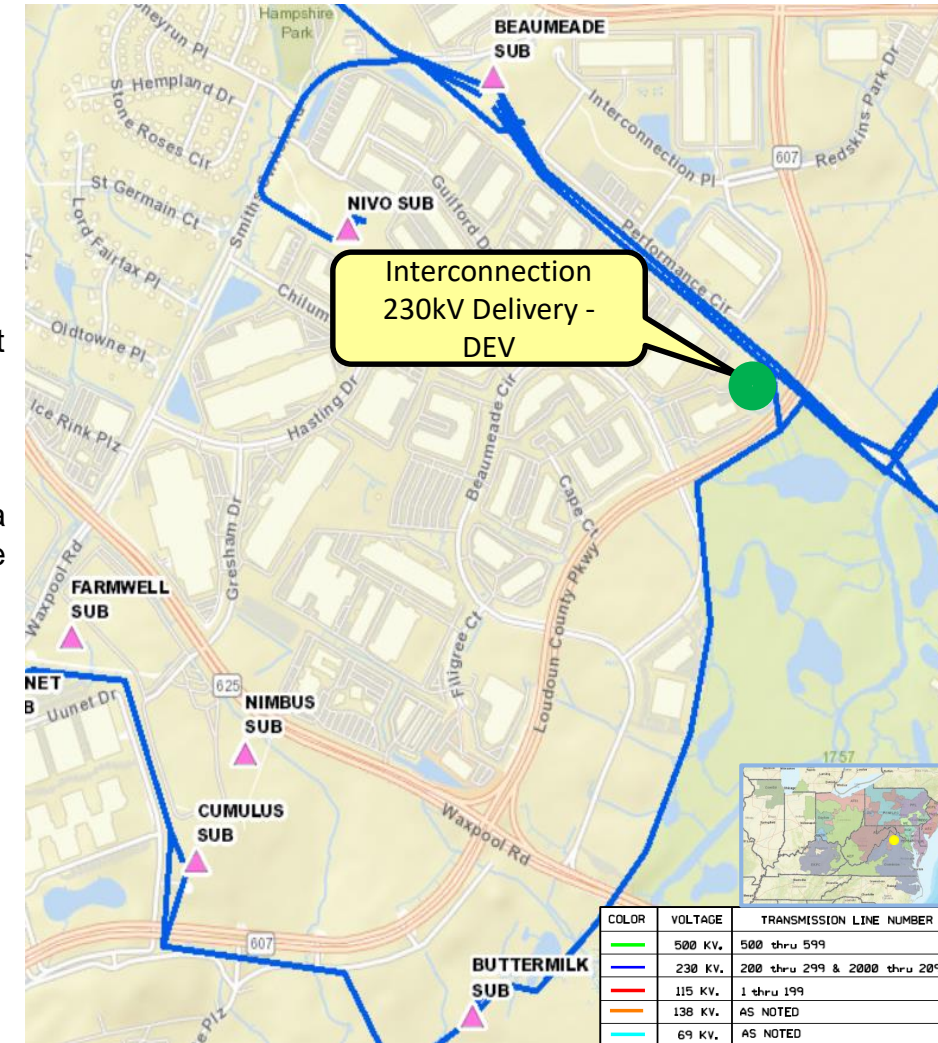 Hampshire
Park
BEAUMEADE
SUB
Hempland Dr
Stone Roses Cir
Interconnection Pl
607
Redskins Park Dr
St Germain Ct
Lord Fairfax Pl
NIVO SUB
Guilford Dr
Performance Cir
Interconnection
230kV Delivery -
DEV
Oldtowne Pl
Ice Rink Plz
Hasting Dr
Beaumeade Cir
Cape Ct
Gresham Dr
Waxpool Rd
FARMWELL
SUB
Filigree Ct
Loudoun County Pkwy
NET
B
Uunet Dr
625
NIMBUS
SUB
1757
CUMULUS
SUB
Waxpool Rd
607
BUTTERMILK
SUB
COLOR VOLTAGE TRANSMISSION LINE NUMBER
500 KV. 500 thru 599
230 KV. 200 thru 299 & 2000 thru 209
115 KV. 1 thru 199
138 KV. AS NOTED
69 KV. AS NOTED